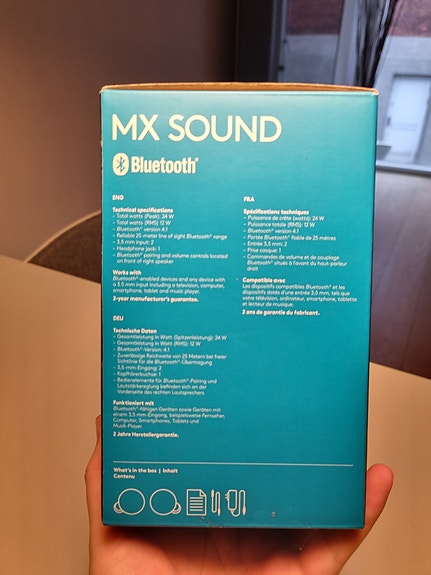 MX SOUND
Bluetooth®
ENG
Technical specifications
- Total watts (Peak): 24 W
- Total watts (RMS): 12 W
- Bluetooth® version 4.1
- Reliable 25-meter line of sight Bluetooth® range
- 3.5 mm input: 2
- Headphone jack: 1
- Bluetooth® pairing and volume controls located
on front of right speaker
Works with
Bluetooth®-enabled devices and any device with
a 3.5 mm input including television, computer,
smartphone, tablet and music player.
2-year manufacturer's guarantee.
DEU
Technische Daten
- Gesamtleistung in Watt (Spitzenleistung): 24 W
- Gesamtleistung in Watt (RMS): 12 W
- Bluetooth®-Version: 4.1
- Zuverlässige Reichweite von 25 Metern bei freier
Sichtlinie für die Bluetooth®-Übertragung
- 3,5-mm-Eingang: 2
- Kopfhörerbuchse: 1
- Bedienelemente für Bluetooth®-Pairing und
Lautstärkereglung befinden sich an der
Vorderseite des rechten Lautsprechers
Funktioniert mit
Bluetooth®-fähigen Geräten sowie Geräten mit
einem 3,5 mm-Eingang, beispielsweise Fernseher,
Computer, Smartphones, Tablets und
Musik-Player.
2 Jahre Herstellergarantie.
FRA
Spécifications techniques
- Puissance de crête (watts): 24 W
- Puissance totale (RMS): 12 W
- Bluetooth® version 4.1
- Portée Bluetooth® fiable de 25 mètres
- Entrée 3,5 mm: 2
- Prise casque: 1
- Commandes de volume et de couplage
Bluetooth® situés à l'avant du haut-parleur
droit
Compatible avec
Les dispositifs compatibles Bluetooth® et les
dispositifs dotés d'une entrée 3,5 mm, tels que
votre télévision, ordinateur, smartphone, tablette
et lecteur de musique.
2 ans de garantie du fabricant.
What's in the box | Inhalt
Contenu